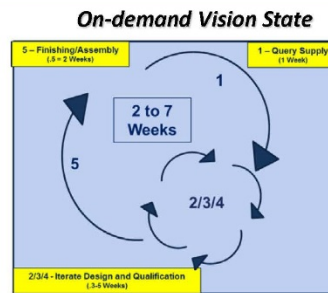 On-demand Vision State
5 – Finishing/Assembly
(.5 = 2 Weeks)
1 – Query Supply
(1 Week)
1
2 to 7
Weeks
5
2/3/4
2/3/4 - Iterate Design and Qualification
(.3-5 Weeks)